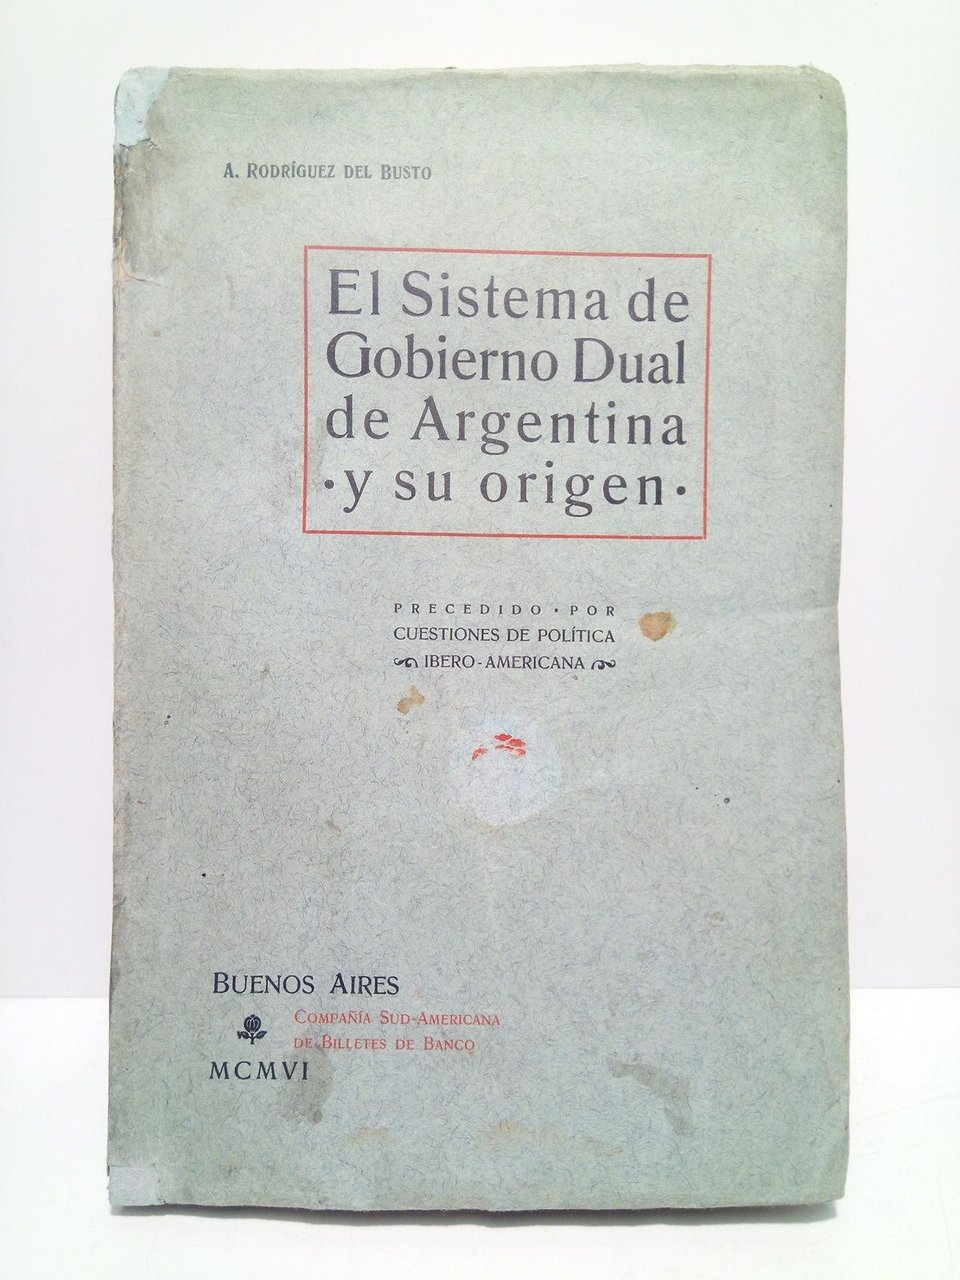 A. RODRÍGUEZ DEL BUSTO
El Sistema de
Gobierno Dual
de Argentina
· y su origen ·
PRECEDIDO · POR
CUESTIONES DE POLÍTICA
IBERO-AMERICANA
BUENOS AIRES
COMPAÑÍA SUD-AMERICANA
DE BILLETES DE BANCO
MCMVI